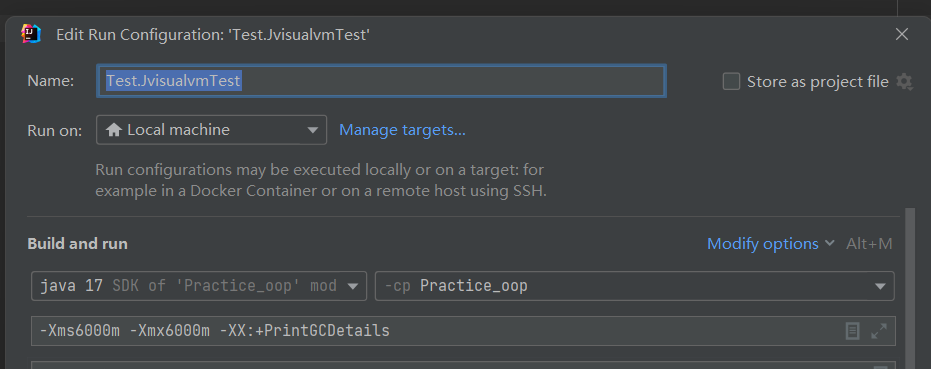 Edit Run Configuration: 'Test.JvisualvmTest'
Name: Test.JvisualvmTest Store as project file
Run on: Local machine Manage targets...
Run configurations may be executed locally or on a target: for
example in a Docker Container or on a remote host using SSH.
Build and run Modify options Alt+M
java 17 SDK of 'Practice_oop' mod -cp Practice_oop
-Xms6000m -Xmx6000m -XX:+PrintGCDetails